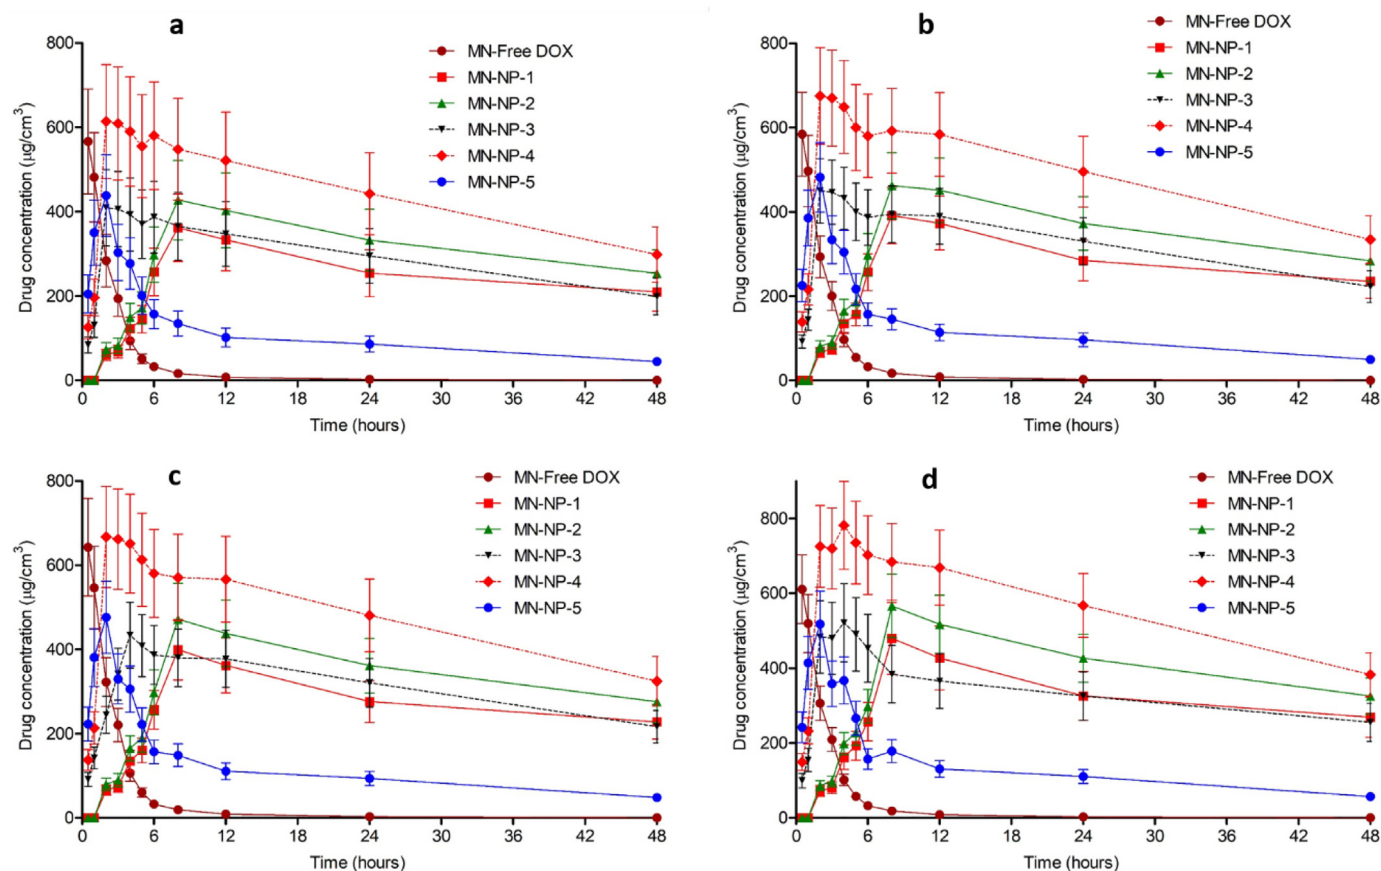 a
MN-Free DOX
MN-NP-1
MN-NP-2
MN-NP-3
MN-NP-4
MN-NP-5
Drug concentration (µg/cm³)
800
600
400
200
0
0 6 12 18 24 30 36 42 48
Time (hours)
b
MN-Free DOX
MN-NP-1
MN-NP-2
MN-NP-3
MN-NP-4
MN-NP-5
Drug concentration (µg/cm³)
800
600
400
200
0
0 6 12 18 24 30 36 42 48
Time (hours)
c
MN-Free DOX
MN-NP-1
MN-NP-2
MN-NP-3
MN-NP-4
MN-NP-5
Drug concentration (µg/cm³)
800
600
400
200
0
0 6 12 18 24 30 36 42 48
Time (hours)
d
MN-Free DOX
MN-NP-1
MN-NP-2
MN-NP-3
MN-NP-4
MN-NP-5
Drug concentration (µg/cm³)
800
600
400
200
0
0 6 12 18 24 30 36 42 48
Time (hours)